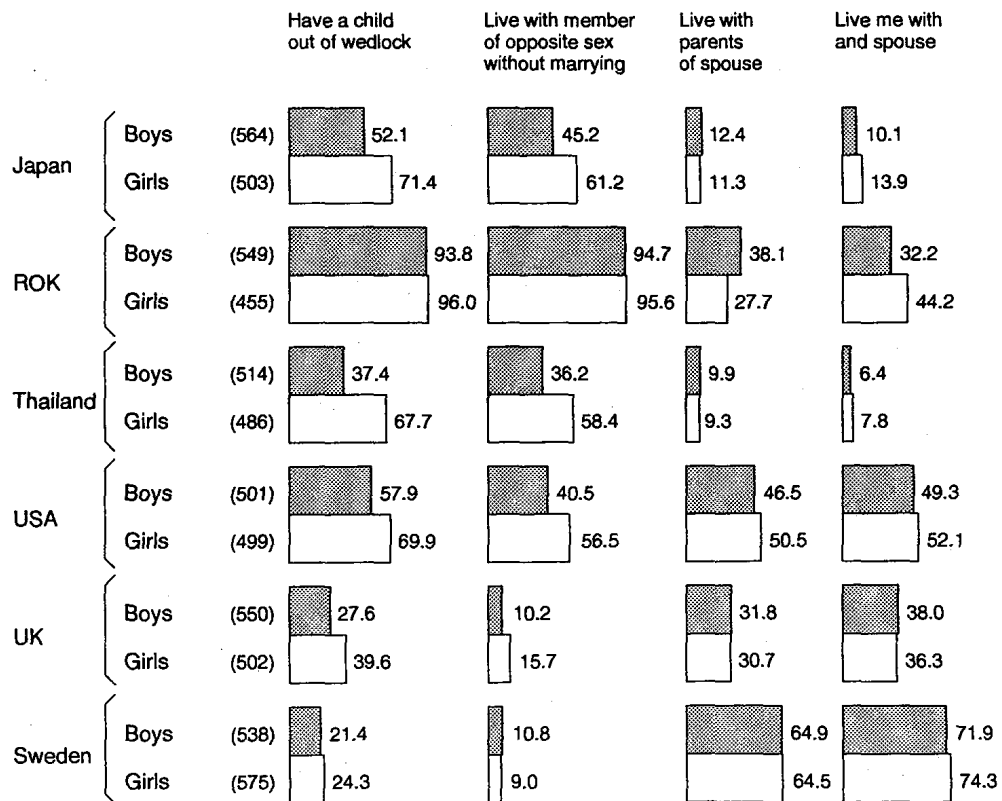 Have a child
out of wedlock
Live with member
of opposite sex
without marrying
Live with
parents
of spouse
Live me with
and spouse
Japan
Boys (564) 52.1 45.2 12.4 10.1
Girls (503) 71.4 61.2 11.3 13.9
ROK
Boys (549) 93.8 94.7 38.1 32.2
Girls (455) 96.0 95.6 27.7 44.2
Thailand
Boys (514) 37.4 36.2 9.9 6.4
Girls (486) 67.7 58.4 9.3 7.8
USA
Boys (501) 57.9 40.5 46.5 49.3
Girls (499) 69.9 56.5 50.5 52.1
UK
Boys (550) 27.6 10.2 31.8 38.0
Girls (502) 39.6 15.7 30.7 36.3
Sweden
Boys (538) 21.4 10.8 64.9 71.9
Girls (575) 24.3 9.0 64.5 74.3